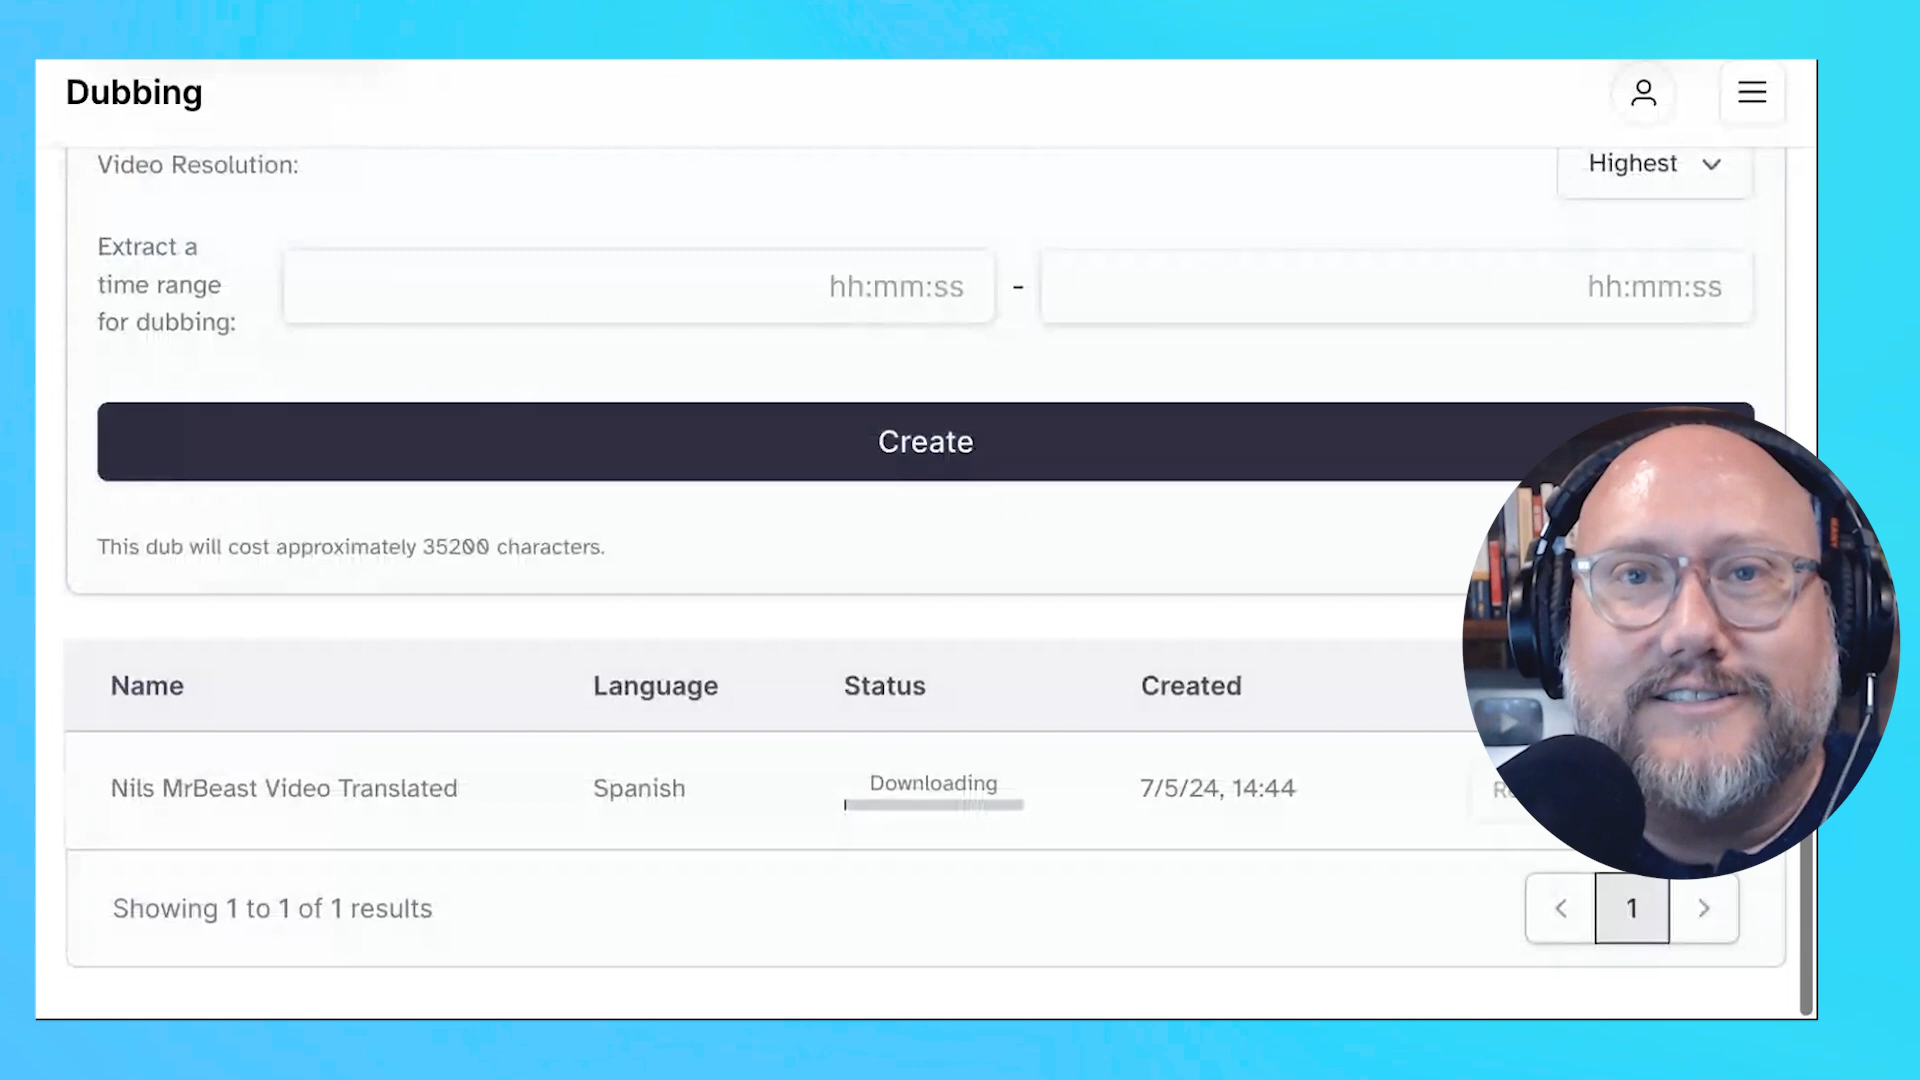 Dubbing
Video Resolution:
Highest
Extract a
time range
for dubbing:
hh:mm:ss - hh:mm:ss
Create
This dub will cost approximately 35200 characters.
Name Language Status Created
Nils MrBeast Video Translated Spanish Downloading 7/5/24, 14:44
Showing 1 to 1 of 1 results
1